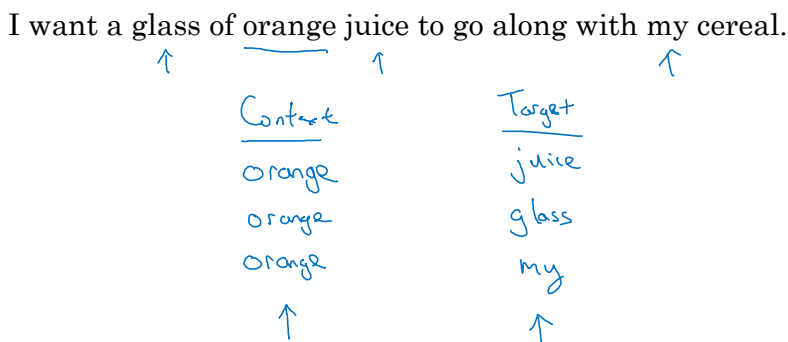 I want a glass of orange juice to go along with my cereal.
Context Target
orange juice
orange glass
orange my